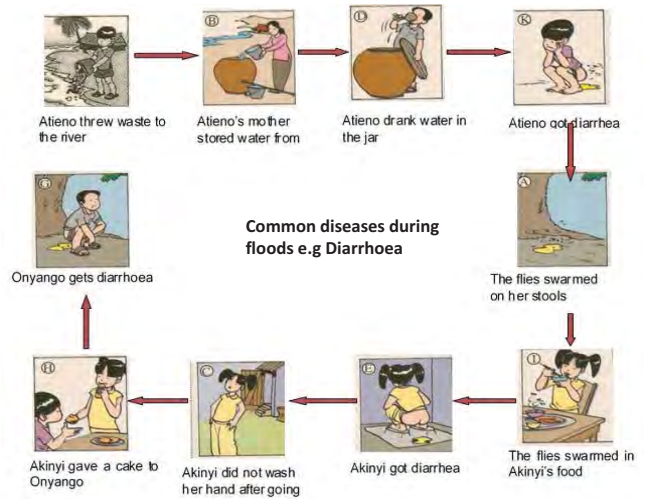 B
D
K
Atieno threw waste to
the river
Atieno's mother
stored water from
Atieno drank water in
the jar
Atieno got diarrhea
G
Common diseases during
floods e.g Diarrhoea
A
Onyango gets diarrhoea
The flies swarmed
on her stools
H
C
E
I
Akinyi gave a cake to
Onyango
Akinyi did not wash
her hand after going
Akinyi got diarrhea
The flies swarmed in
Akinyi's food